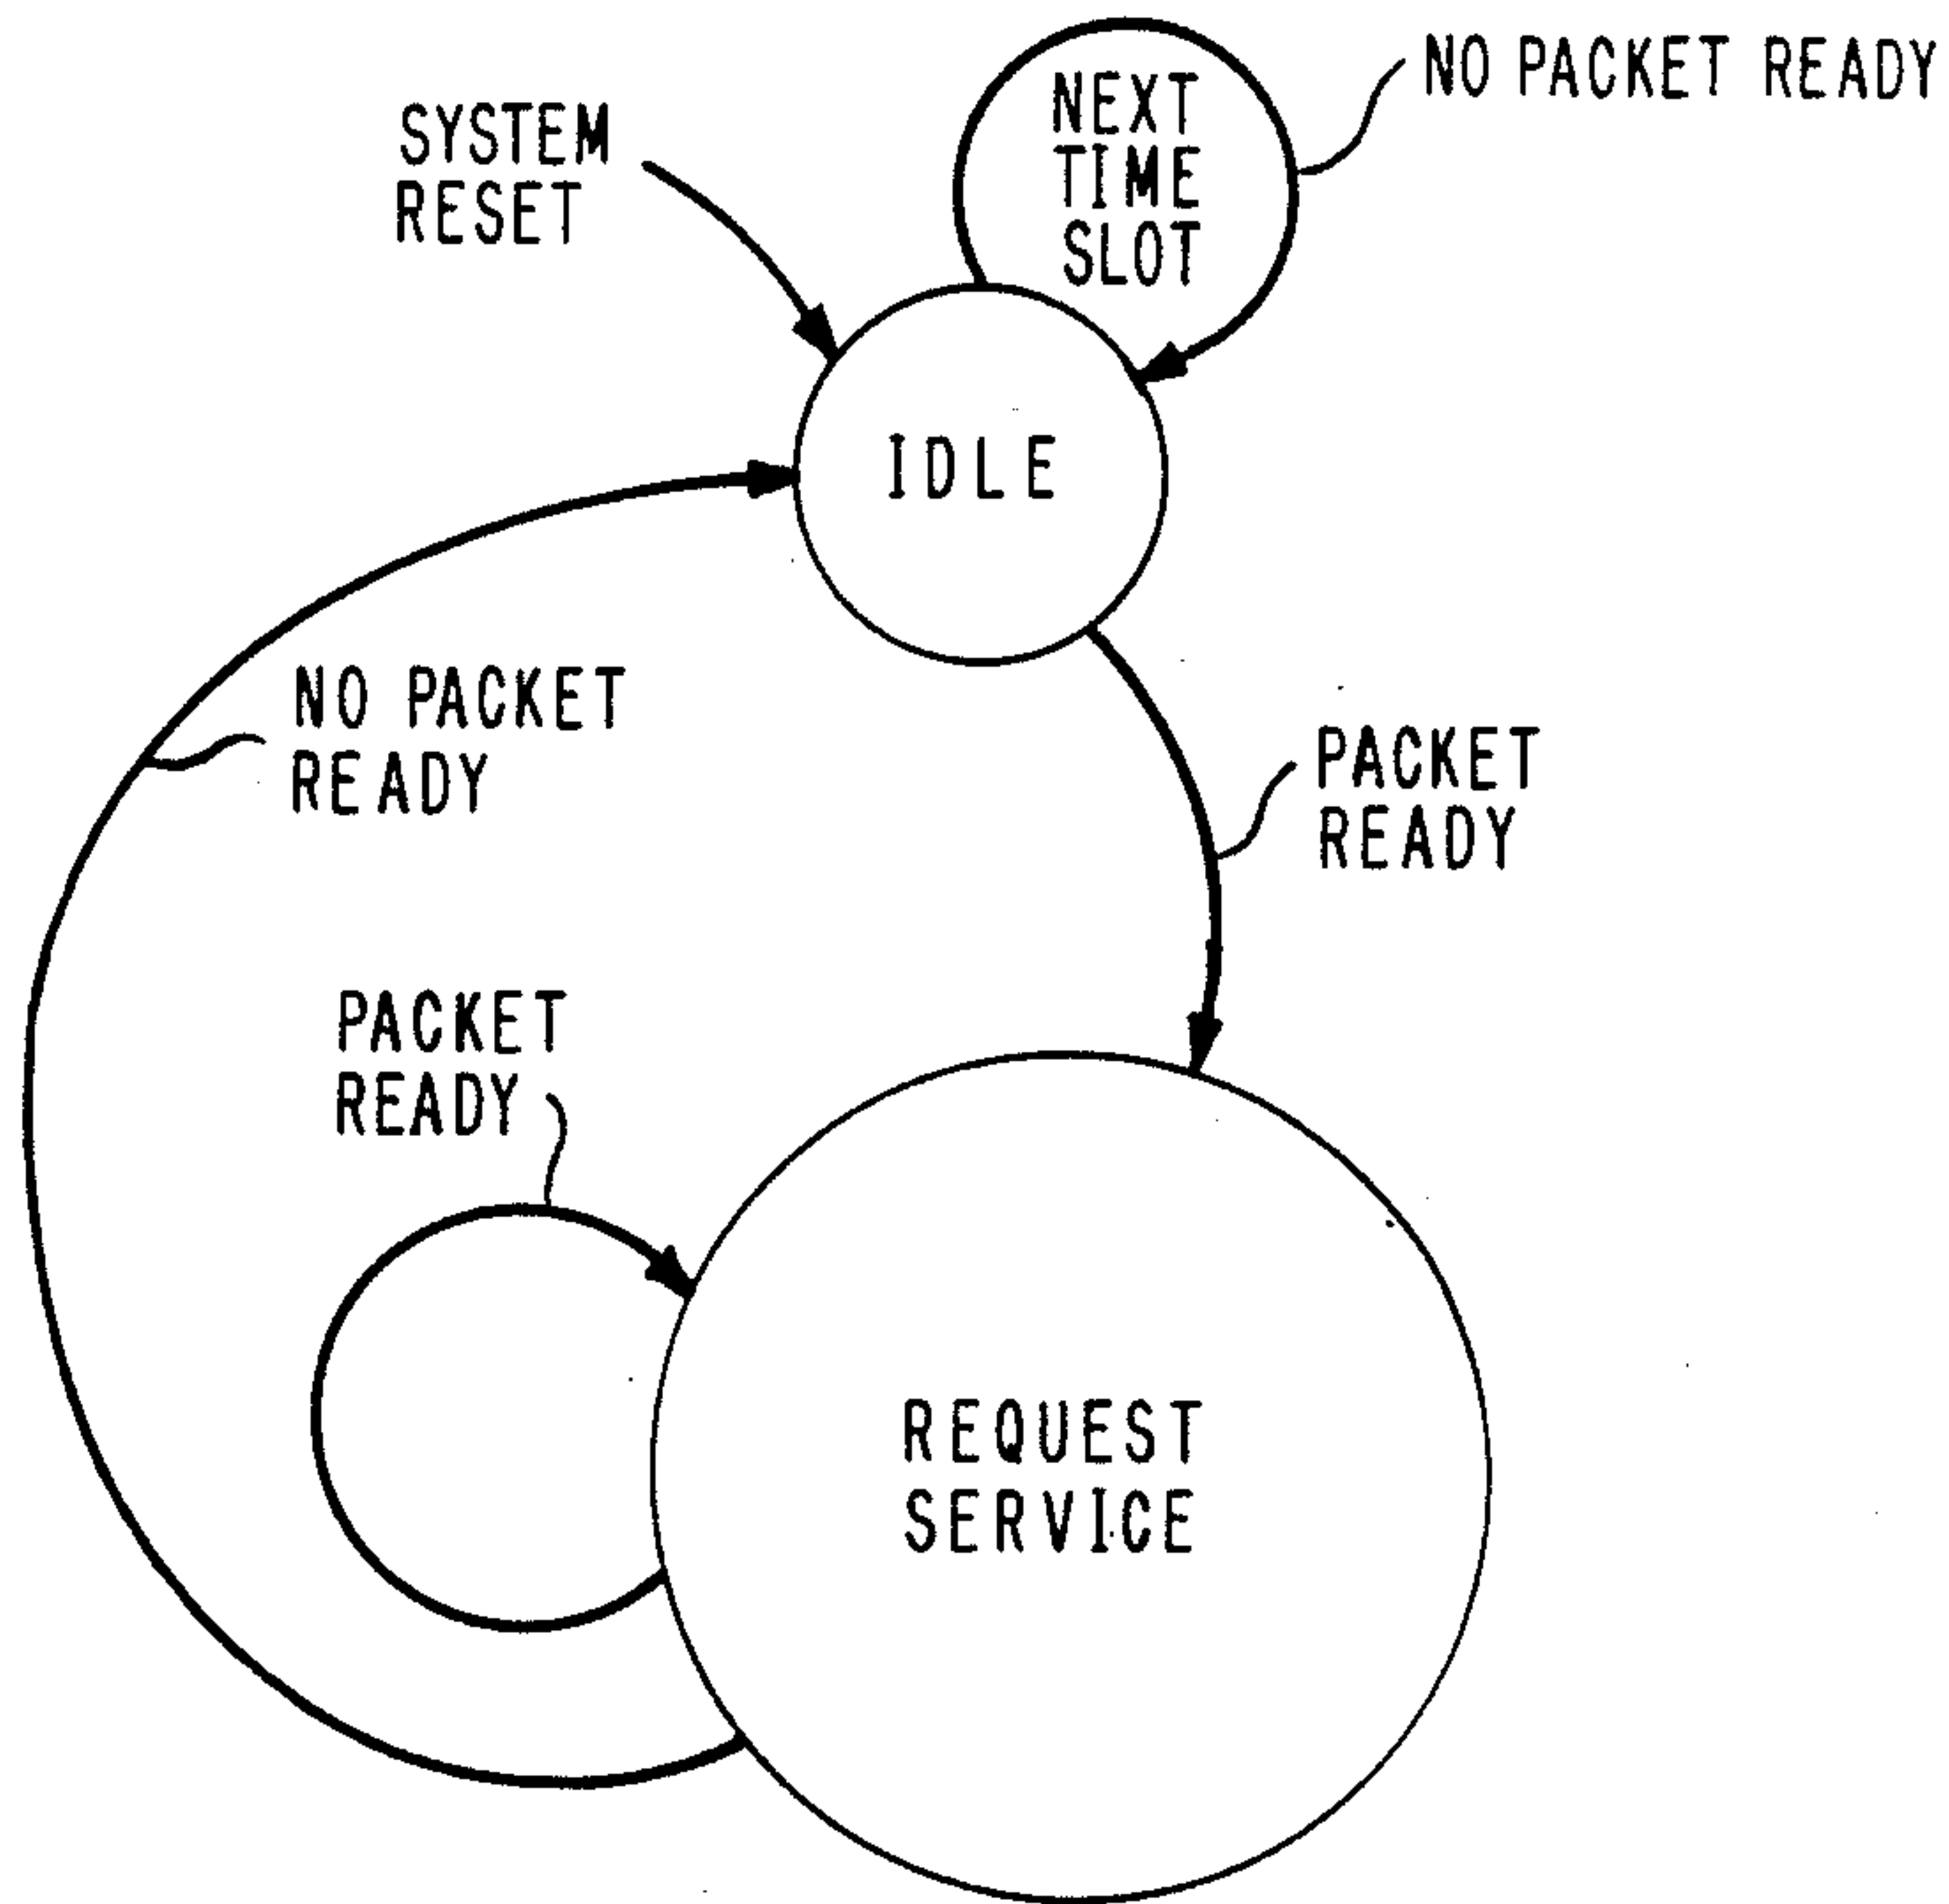 NO PACKET READY
NEXT
TIME
SLOT
SYSTEM
RESET
IDLE
NO PACKET
READY
PACKET
READY
PACKET
READY
REQUEST
SERVICE